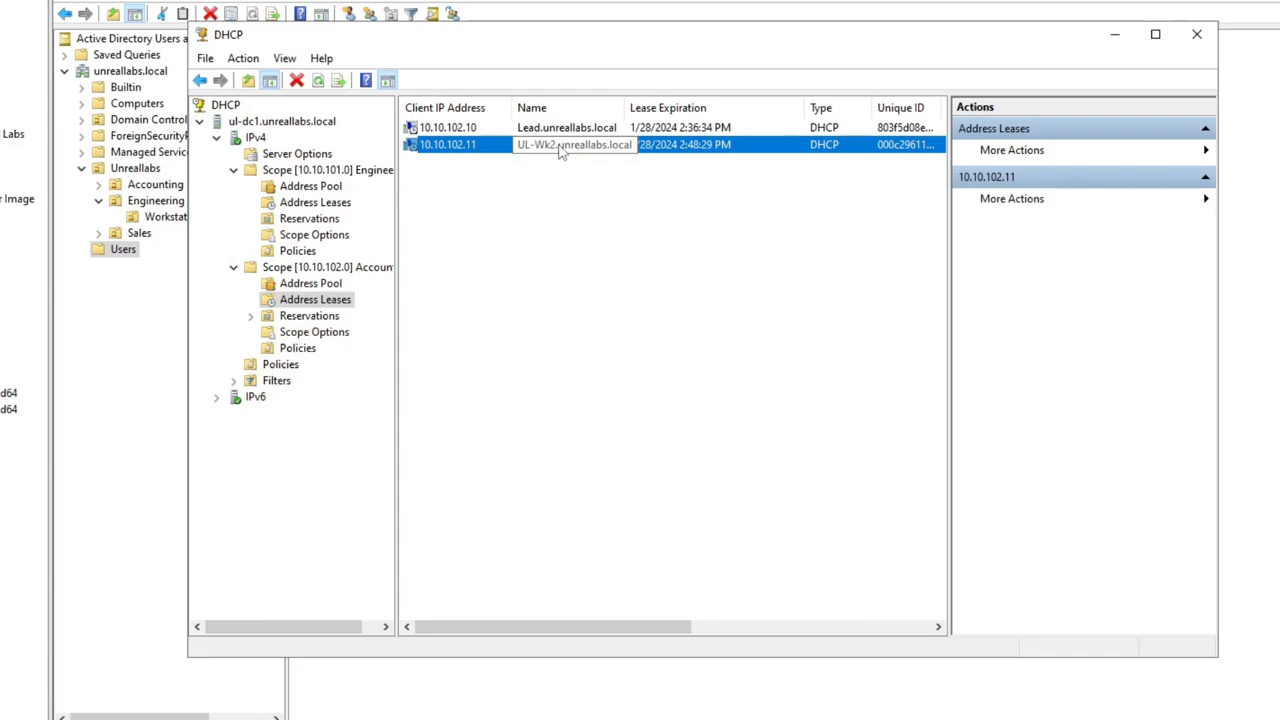 Labs
r Image
d64
d64
Active Directory Users a
Saved Queries
unreallabs.local
Builtin
Computers
Domain Control
ForeignSecurityP
Managed Servic
Unreallabs
Accounting
Engineering
Workstat
Sales
Users
DHCP
File Action View Help
DHCP
ul-dc1.unreallabs.local
IPv4
Server Options
Scope [10.10.101.0] Enginee
Address Pool
Address Leases
Reservations
Scope Options
Policies
Scope [10.10.102.0] Accoun
Address Pool
Address Leases
Reservations
Scope Options
Policies
Policies
Filters
IPv6
Client IP Address Name Lease Expiration Type Unique ID
10.10.102.10 Lead.unreallabs.local 1/28/2024 2:36:34 PM DHCP 803f5d08e...
10.10.102.11 UL-Wk2.unreallabs.local /28/2024 2:48:29 PM DHCP 000c29611...
Actions
Address Leases
More Actions
10.10.102.11
More Actions